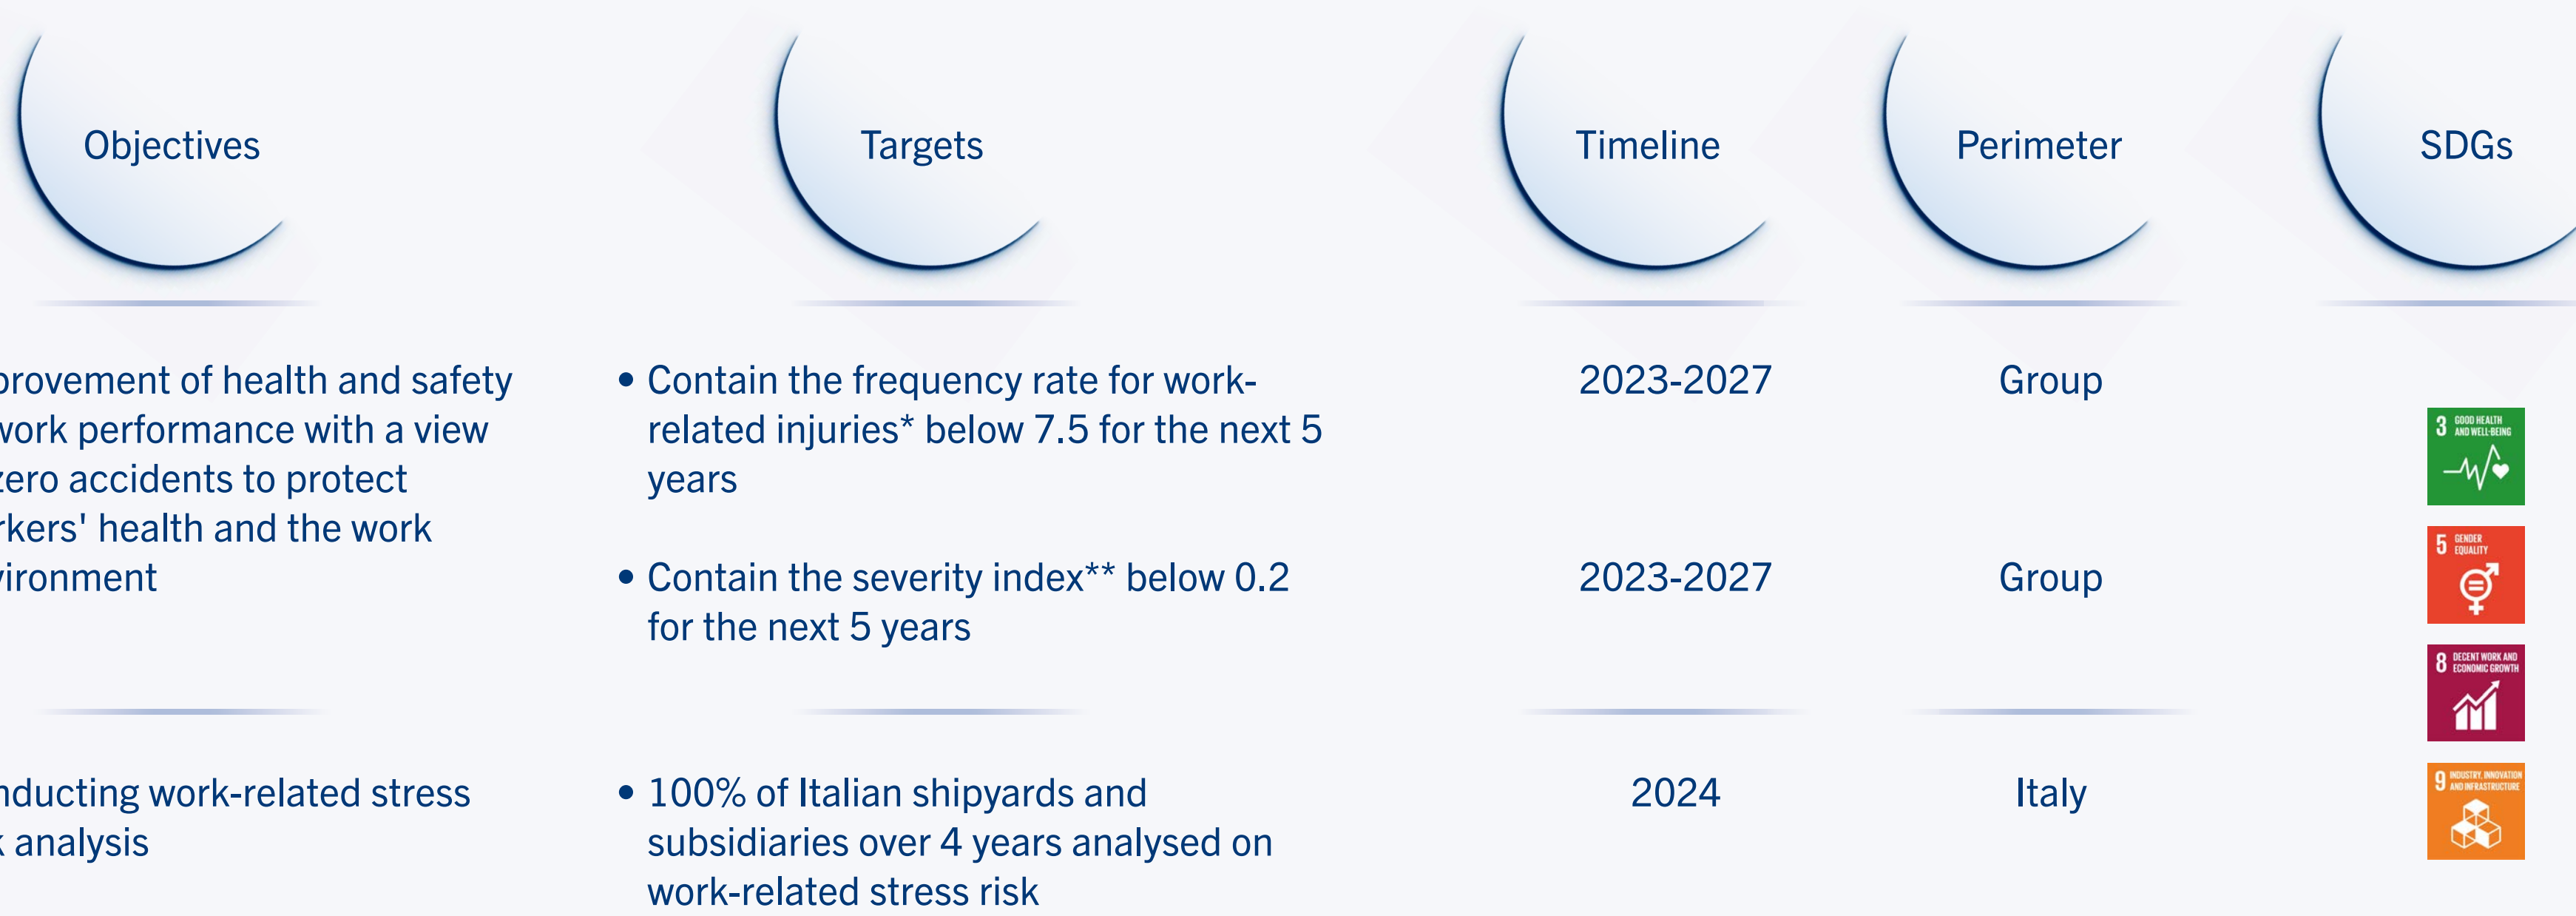 Objectives
Targets
Timeline
Perimeter
SDGs
provement of health and safety
work performance with a view
zero accidents to protect
rkers' health and the work
vironment
• Contain the frequency rate for work-
related injuries* below 7.5 for the next 5
years
2023-2027
Group
• Contain the severity index** below 0.2
for the next 5 years
2023-2027
Group
nducting work-related stress
k analysis
• 100% of Italian shipyards and
subsidiaries over 4 years analysed on
work-related stress risk
2024
Italy
3 GOOD HEALTH
AND WELL-BEING
5 GENDER
EQUALITY
8 DECENT WORK AND
ECONOMIC GROWTH
9 INDUSTRY, INNOVATION
AND INFRASTRUCTURE